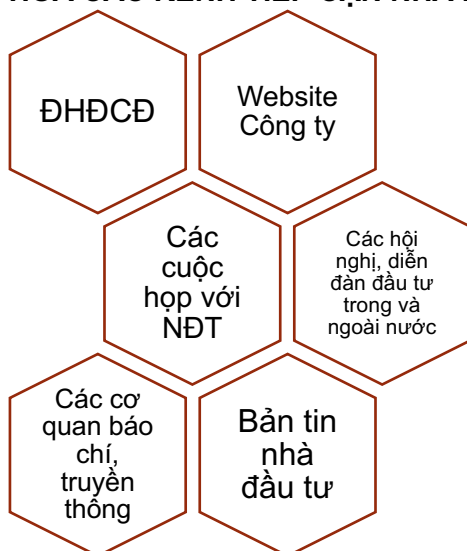 ĐHĐCĐ
Website
Công ty
Các
cuộc
họp với
NĐT
Các hội
nghị, diễn
đàn đầu tư
trong và
ngoài nước
Các cơ
quan báo
chí,
truyền
thông
Bản tin
nhà
đầu tư